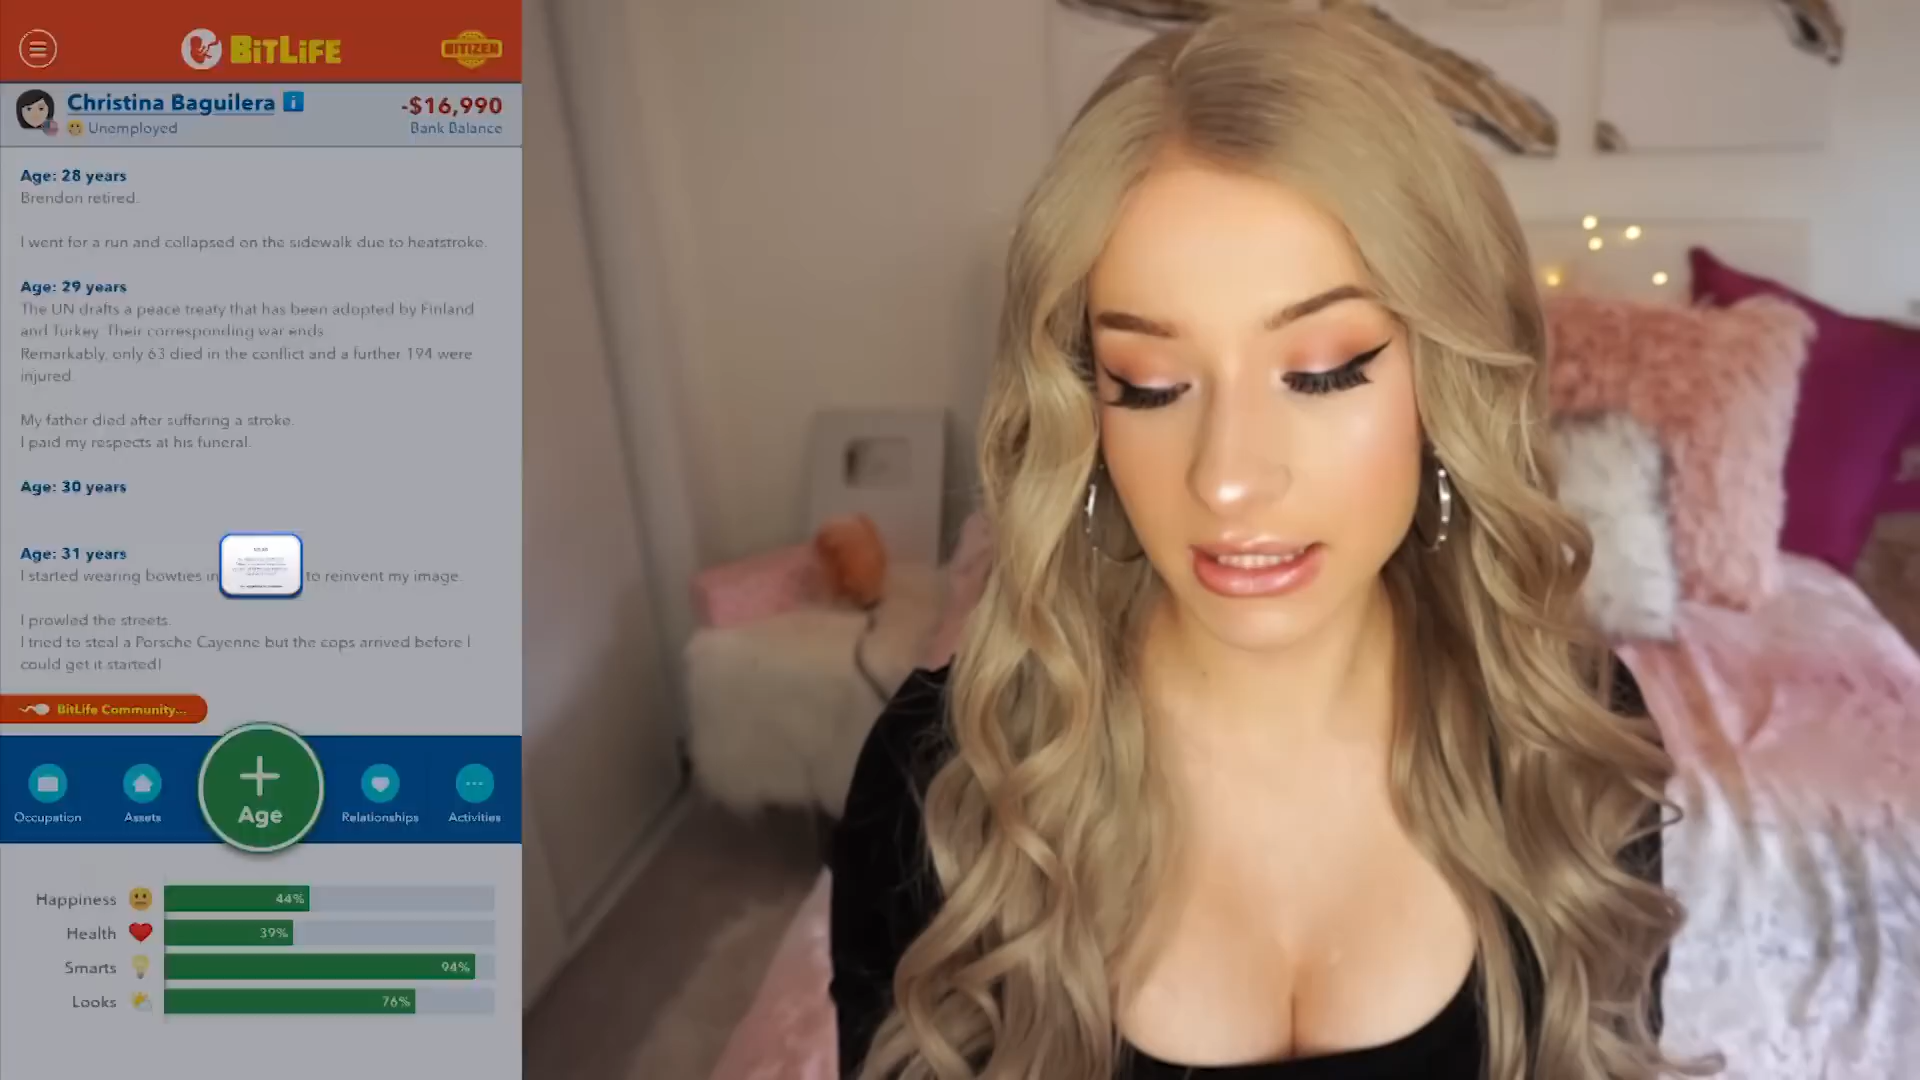 BiTLiFE
BITIZEN
Christina Baguilera i
-$16,990
Unemployed
Bank Balance
Age: 28 years
Brendon retired.
I went for a run and collapsed on the sidewalk due to heatstroke.
Age: 29 years
The UN drafts a peace treaty that has been adopted by Finland
and Turkey. Their corresponding war ends.
Remarkably, only 63 died in the conflict and a further 194 were
injured.
My father died after suffering a stroke.
I paid my respects at his funeral.
Age: 30 years
Age: 31 years
I started wearing bowties in to reinvent my image.
I prowled the streets.
I tried to steal a Porsche Cayenne but the cops arrived before I
could get it started!
BitLife Community...
Occupation
Assets
+
Age
Relationships
Activities
Happiness 44%
Health 39%
Smarts 94%
Looks 76%